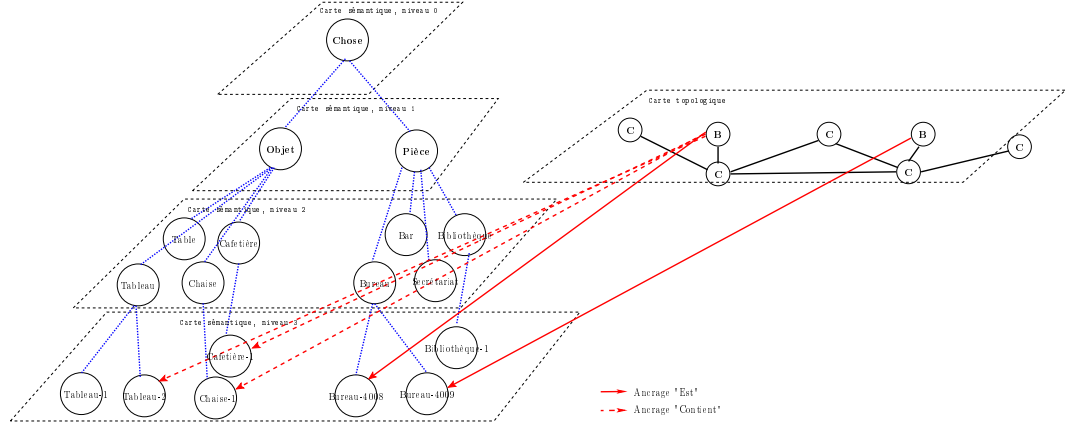 Carte sémantique, niveau 0
Chose
Carte sémantique, niveau 1
Objet
Pièce
Carte topologique
C
B
C
B
C
C
C
Carte sémantique, niveau 2
Table
Cafetière
Bar
Bibliothèque
Tableau
Chaise
Bureau
Secrétariat
Carte sémantique, niveau 3
Cafetière-1
Bibliothèque-1
Tableau-1
Tableau-2
Chaise-1
Bureau-4008
Bureau-4009
Ancrage "Est"
Ancrage "Contient"